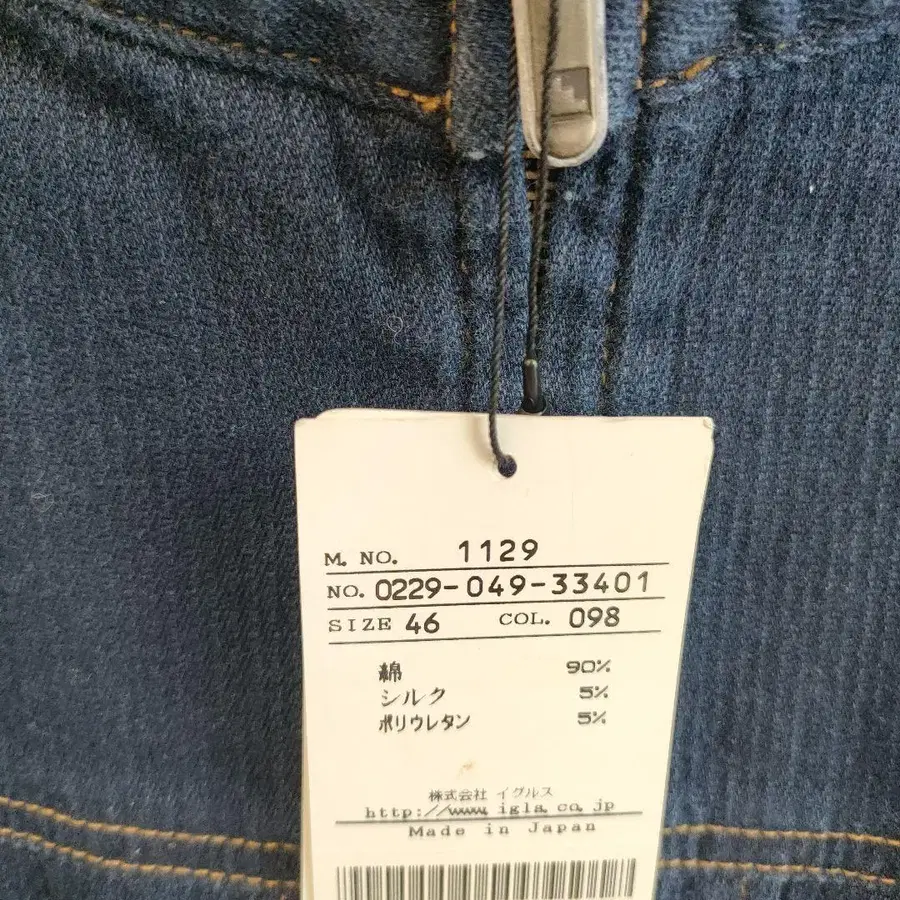 M. NO. 1129
NO. 0229-049-33401
SIZE 46 COL. 098
綿 90%
シルク 5%
ポリウレタン 5%
株式会社 イグルス
http://www.igla.co.jp
Made in Japan